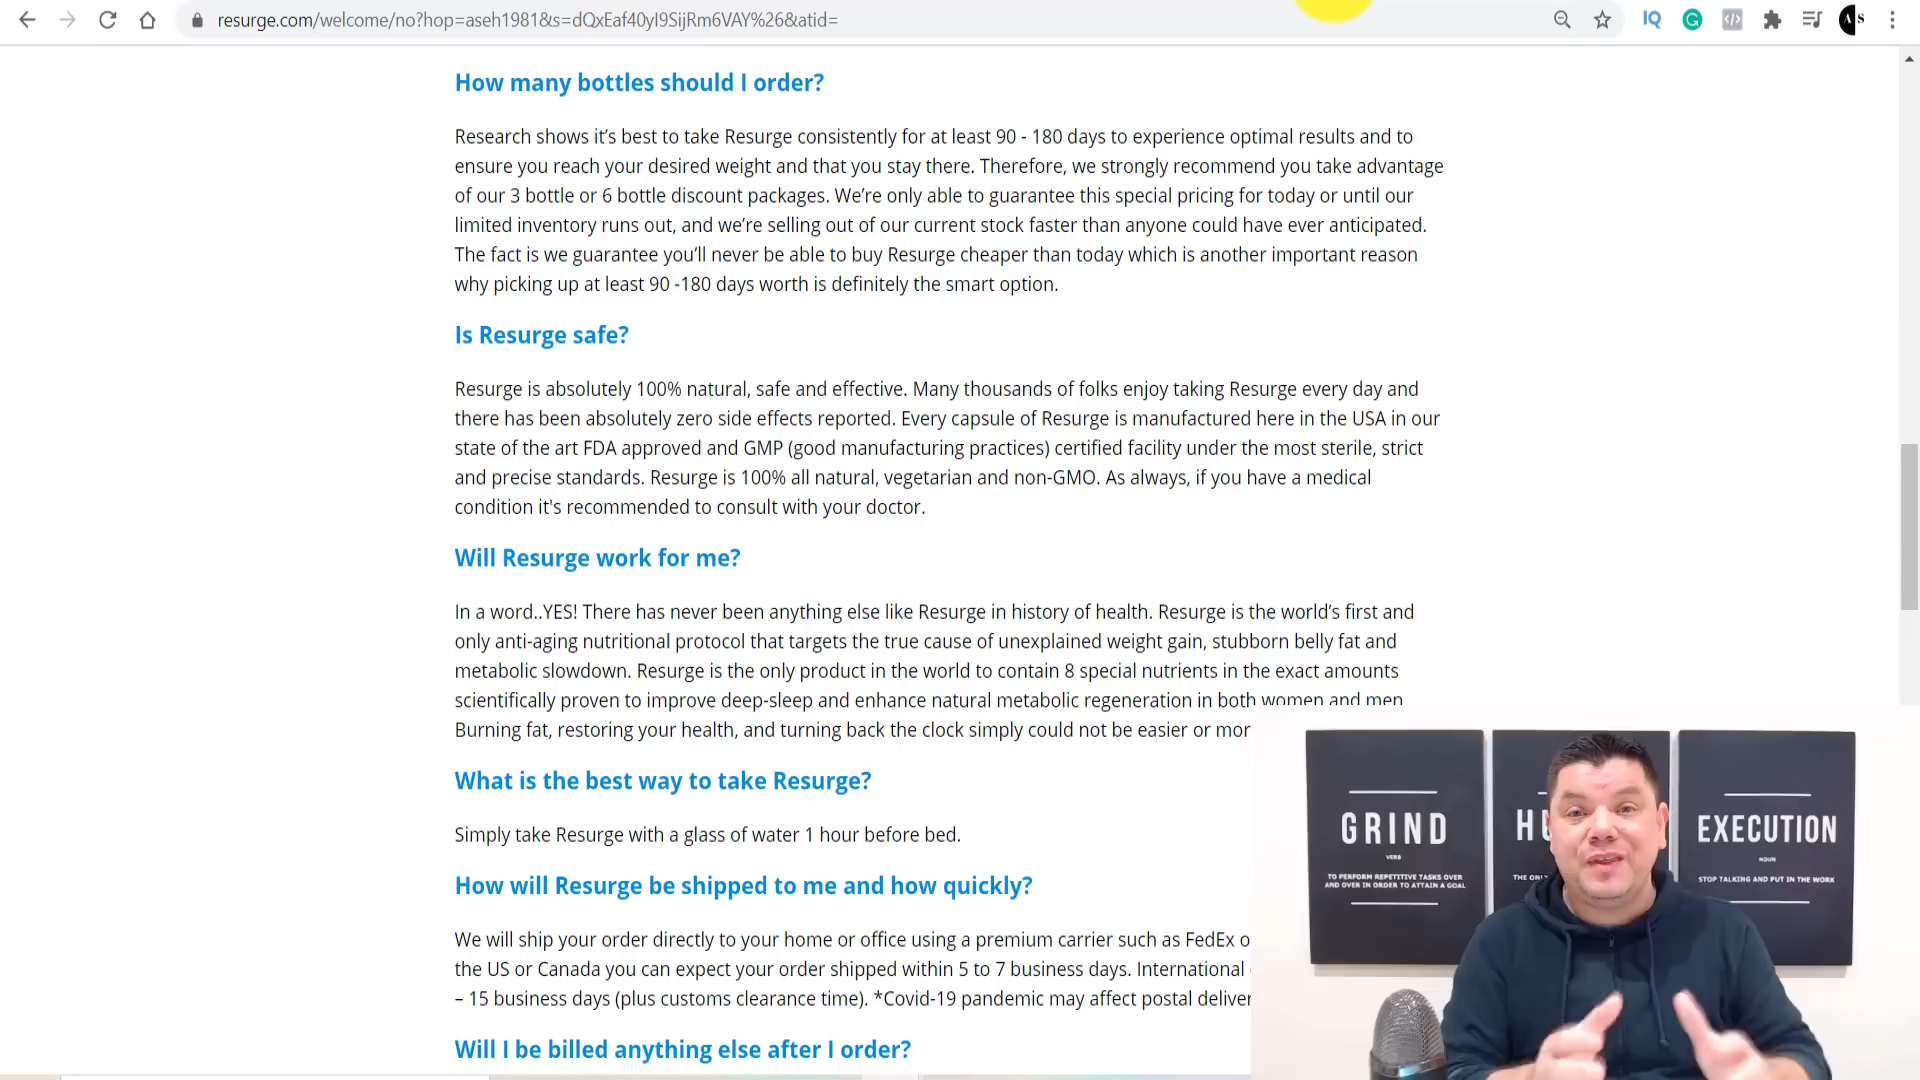 resurge.com/welcome/no?hop=aseh1981&s=dQxEaf40yI9SijRm6VAY%26&atid=
IQ
A S
How many bottles should I order?
Research shows it’s best to take Resurge consistently for at least 90 - 180 days to experience optimal results and to
ensure you reach your desired weight and that you stay there. Therefore, we strongly recommend you take advantage
of our 3 bottle or 6 bottle discount packages. We’re only able to guarantee this special pricing for today or until our
limited inventory runs out, and we’re selling out of our current stock faster than anyone could have ever anticipated.
The fact is we guarantee you’ll never be able to buy Resurge cheaper than today which is another important reason
why picking up at least 90 -180 days worth is definitely the smart option.
Is Resurge safe?
Resurge is absolutely 100% natural, safe and effective. Many thousands of folks enjoy taking Resurge every day and
there has been absolutely zero side effects reported. Every capsule of Resurge is manufactured here in the USA in our
state of the art FDA approved and GMP (good manufacturing practices) certified facility under the most sterile, strict
and precise standards. Resurge is 100% all natural, vegetarian and non-GMO. As always, if you have a medical
condition it's recommended to consult with your doctor.
Will Resurge work for me?
In a word..YES! There has never been anything else like Resurge in history of health. Resurge is the world’s first and
only anti-aging nutritional protocol that targets the true cause of unexplained weight gain, stubborn belly fat and
metabolic slowdown. Resurge is the only product in the world to contain 8 special nutrients in the exact amounts
scientifically proven to improve deep-sleep and enhance natural metabolic regeneration in both women and men
Burning fat, restoring your health, and turning back the clock simply could not be easier or mor
What is the best way to take Resurge?
Simply take Resurge with a glass of water 1 hour before bed.
How will Resurge be shipped to me and how quickly?
We will ship your order directly to your home or office using a premium carrier such as FedEx o
the US or Canada you can expect your order shipped within 5 to 7 business days. International
– 15 business days (plus customs clearance time). *Covid-19 pandemic may affect postal deliver
Will I be billed anything else after I order?
GRIND
VERB
TO PERFORM REPETITIVE TASKS OVER
AND OVER IN ORDER TO ATTAIN A GOAL
H
THE
EXECUTION
NOUN
STOP TALKING AND PUT IN THE WORK